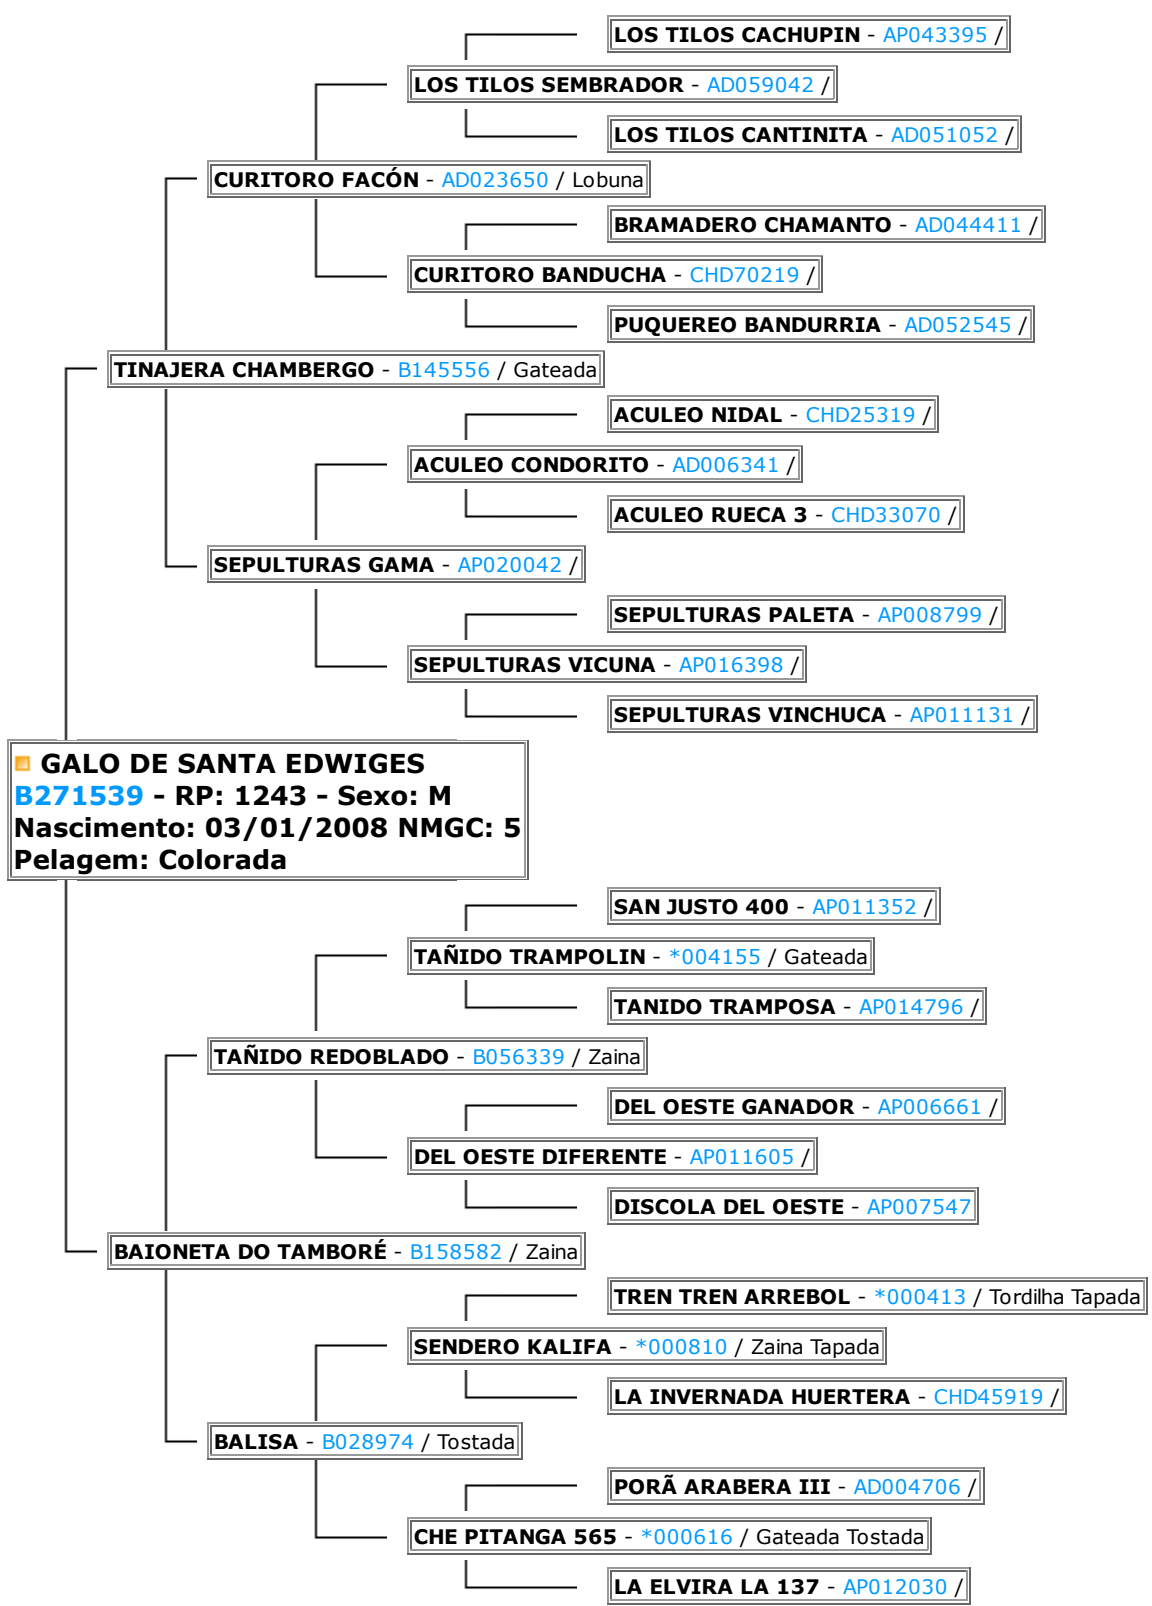 LOS TILOS CACHUPIN - AP043395 /
LOS TILOS SEMBRADOR - AD059042 /
LOS TILOS CANTINITA - AD051052 /
CURITORO FACÓN - AD023650 / Lobuna
BRAMADERO CHAMANTO - AD044411 /
CURITORO BANDUCHA - CHD70219 /
PUQUEREO BANDURRIA - AD052545 /
TINAJERA CHAMBERGO - B145556 / Gateada
ACULEO NIDAL - CHD25319 /
ACULEO CONDORITO - AD006341 /
ACULEO RUECA 3 - CHD33070 /
SEPULTURAS GAMA - AP020042 /
SEPULTURAS PALETA - AP008799 /
SEPULTURAS VICUNA - AP016398 /
SEPULTURAS VINCHUCA - AP011131 /
GALO DE SANTA EDWIGES
B271539 - RP: 1243 - Sexo: M
Nascimento: 03/01/2008 NMGC: 5
Pelagem: Colorada
SAN JUSTO 400 - AP011352 /
TAÑIDO TRAMPOLIN - *004155 / Gateada
TANIDO TRAMPOSA - AP014796 /
TAÑIDO REDOBLADO - B056339 / Zaina
DEL OESTE GANADOR - AP006661 /
DEL OESTE DIFERENTE - AP011605 /
DISCOLA DEL OESTE - AP007547
BAIONETA DO TAMBORÉ - B158582 / Zaina
TREN TREN ARREBOL - *000413 / Tordilha Tapada
SENDERO KALIFA - *000810 / Zaina Tapada
LA INVERNADA HUERTERA - CHD45919 /
BALISA - B028974 / Tostada
PORÃ ARABERA III - AD004706 /
CHE PITANGA 565 - *000616 / Gateada Tostada
LA ELVIRA LA 137 - AP012030 /